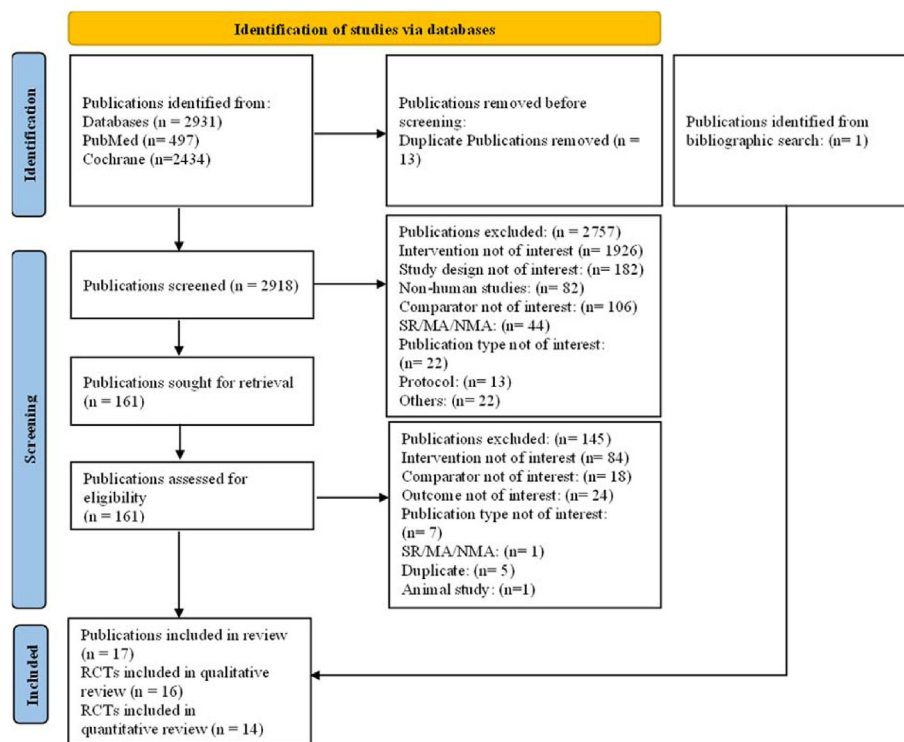 Identification of studies via databases
Identification
Publications identified from:
Databases (n = 2931)
PubMed (n= 497)
Cochrane (n=2434)
Publications removed before
screening:
Duplicate Publications removed (n =
13)
Publications identified from
bibliographic search: (n= 1)
Screening
Publications screened (n = 2918)
Publications excluded: (n = 2757)
Intervention not of interest (n= 1926)
Study design not of interest: (n= 182)
Non-human studies: (n= 82)
Comparator not of interest: (n= 106)
SR/MA/NMA: (n= 44)
Publication type not of interest:
(n= 22)
Protocol: (n= 13)
Others: (n= 22)
Publications sought for retrieval
(n = 161)
Publications assessed for
eligibility
(n = 161)
Publications excluded: (n= 145)
Intervention not of interest (n= 84)
Comparator not of interest: (n= 18)
Outcome not of interest: (n= 24)
Publication type not of interest:
(n= 7)
SR/MA/NMA: (n= 1)
Duplicate: (n= 5)
Animal study: (n=1)
Included
Publications included in review
(n = 17)
RCTs included in qualitative
review (n = 16)
RCTs included in
quantitative review (n = 14)